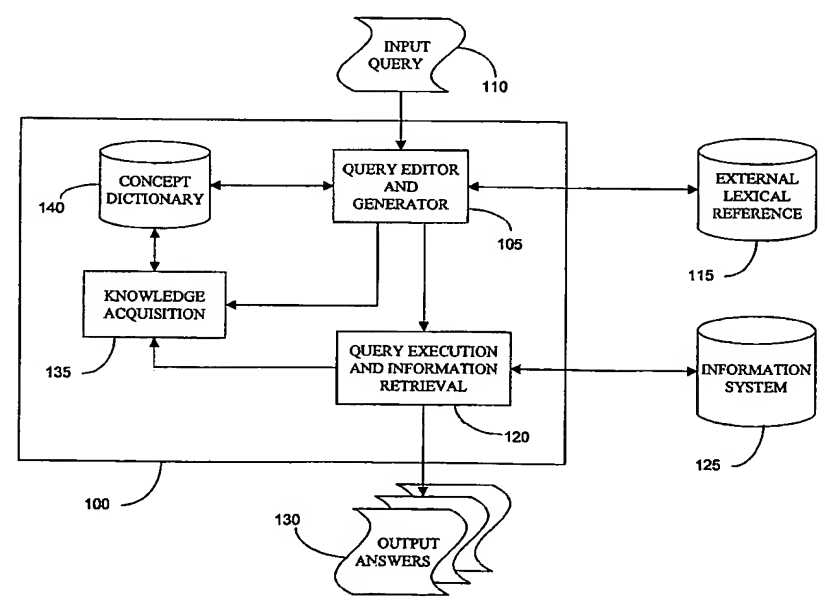 INPUT
QUERY
110
CONCEPT
DICTIONARY
140
QUERY EDITOR
AND
GENERATOR
105
EXTERNAL
LEXICAL
REFERENCE
115
KNOWLEDGE
ACQUISITION
135
QUERY EXECUTION
AND INFORMATION
RETRIEVAL
120
INFORMATION
SYSTEM
125
100
130
OUTPUT
ANSWERS